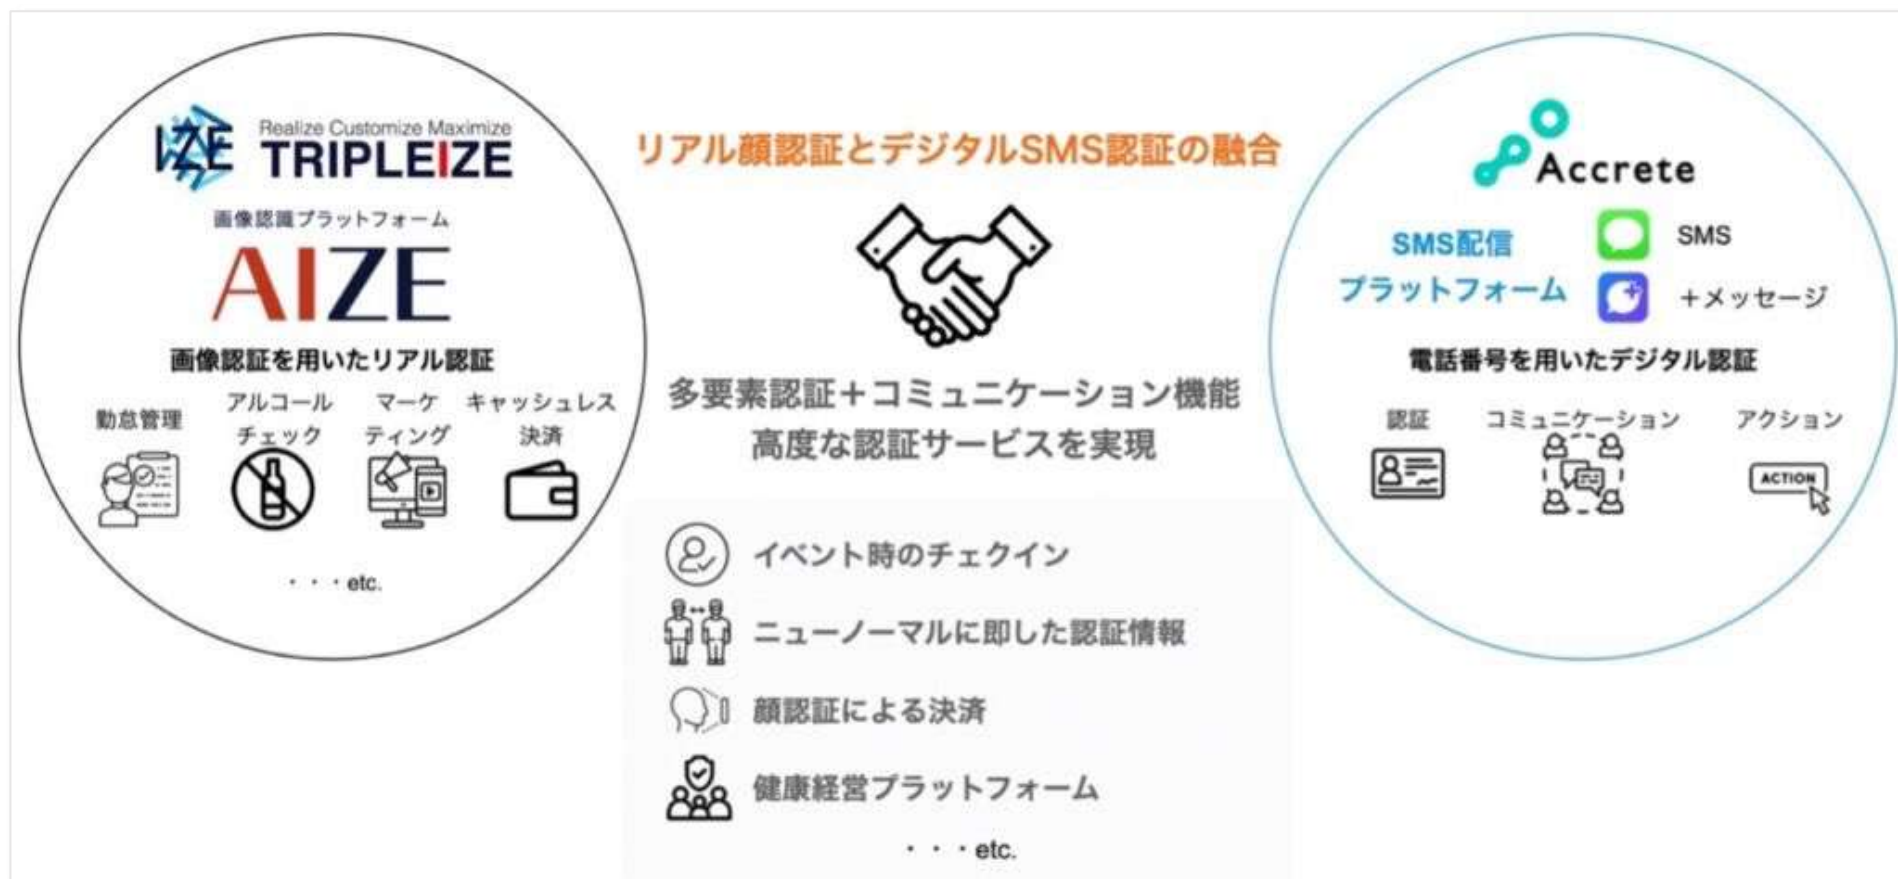 IZE
Realize Customize Maximize
TRIPLEIZE
画像認識プラットフォーム
AIZE
画像認証を用いたリアル認証
勤怠管理
アルコール
チェック
マーケ
ティング
キャッシュレス
決済
・・・etc.
リアル顔認証とデジタルSMS認証の融合
多要素認証＋コミュニケーション機能
高度な認証サービスを実現
イベント時のチェクイン
ニューノーマルに即した認証情報
顔認証による決済
健康経営プラットフォーム
・・・etc.
Accrete
SMS配信
プラットフォーム
SMS
＋メッセージ
電話番号を用いたデジタル認証
認証
コミュニケーション
アクション
ACTION